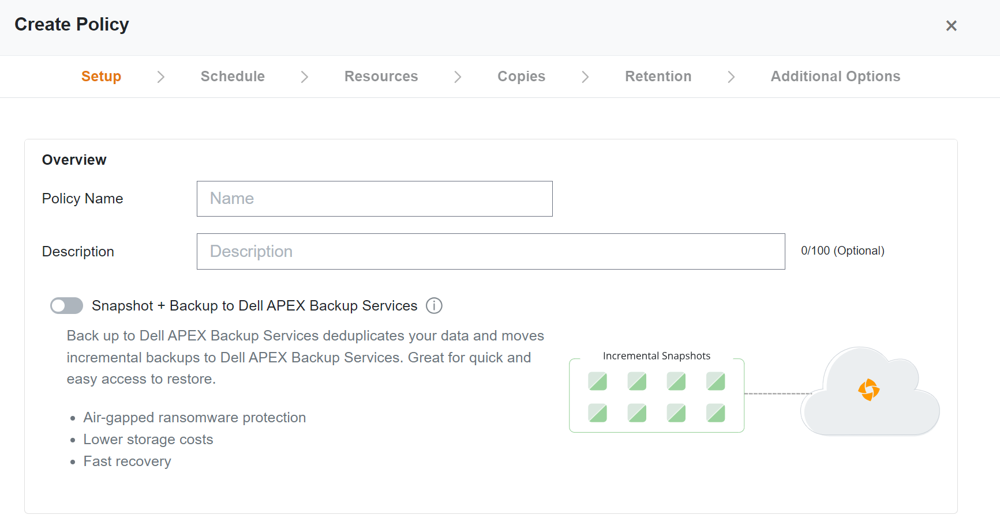 Create Policy
Setup
Schedule
Resources
Copies
Retention
Additional Options
Overview
Policy Name
Name
Description
Description
0/100 (Optional)
Snapshot + Backup to Dell APEX Backup Services
Back up to Dell APEX Backup Services deduplicates your data and moves
incremental backups to Dell APEX Backup Services. Great for quick and
easy access to restore.
Air-gapped ransomware protection
Lower storage costs
Fast recovery
Incremental Snapshots